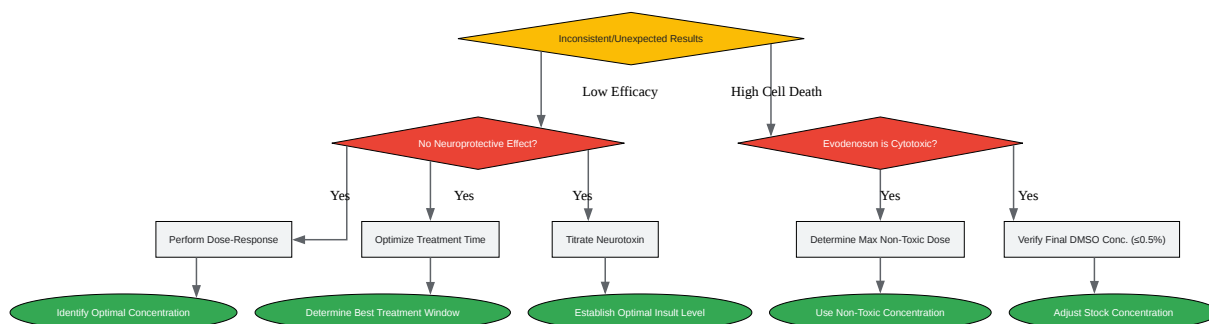 Inconsistent/Unexpected Results
Low Efficacy
High Cell Death
No Neuroprotective Effect?
Evodenoson is Cytotoxic?
Yes
Yes
Yes
Yes
Yes
Perform Dose-Response
Optimize Treatment Time
Titrate Neurotoxin
Determine Max Non-Toxic Dose
Verify Final DMSO Conc. (≤0.5%)
Identify Optimal Concentration
Determine Best Treatment Window
Establish Optimal Insult Level
Use Non-Toxic Concentration
Adjust Stock Concentration